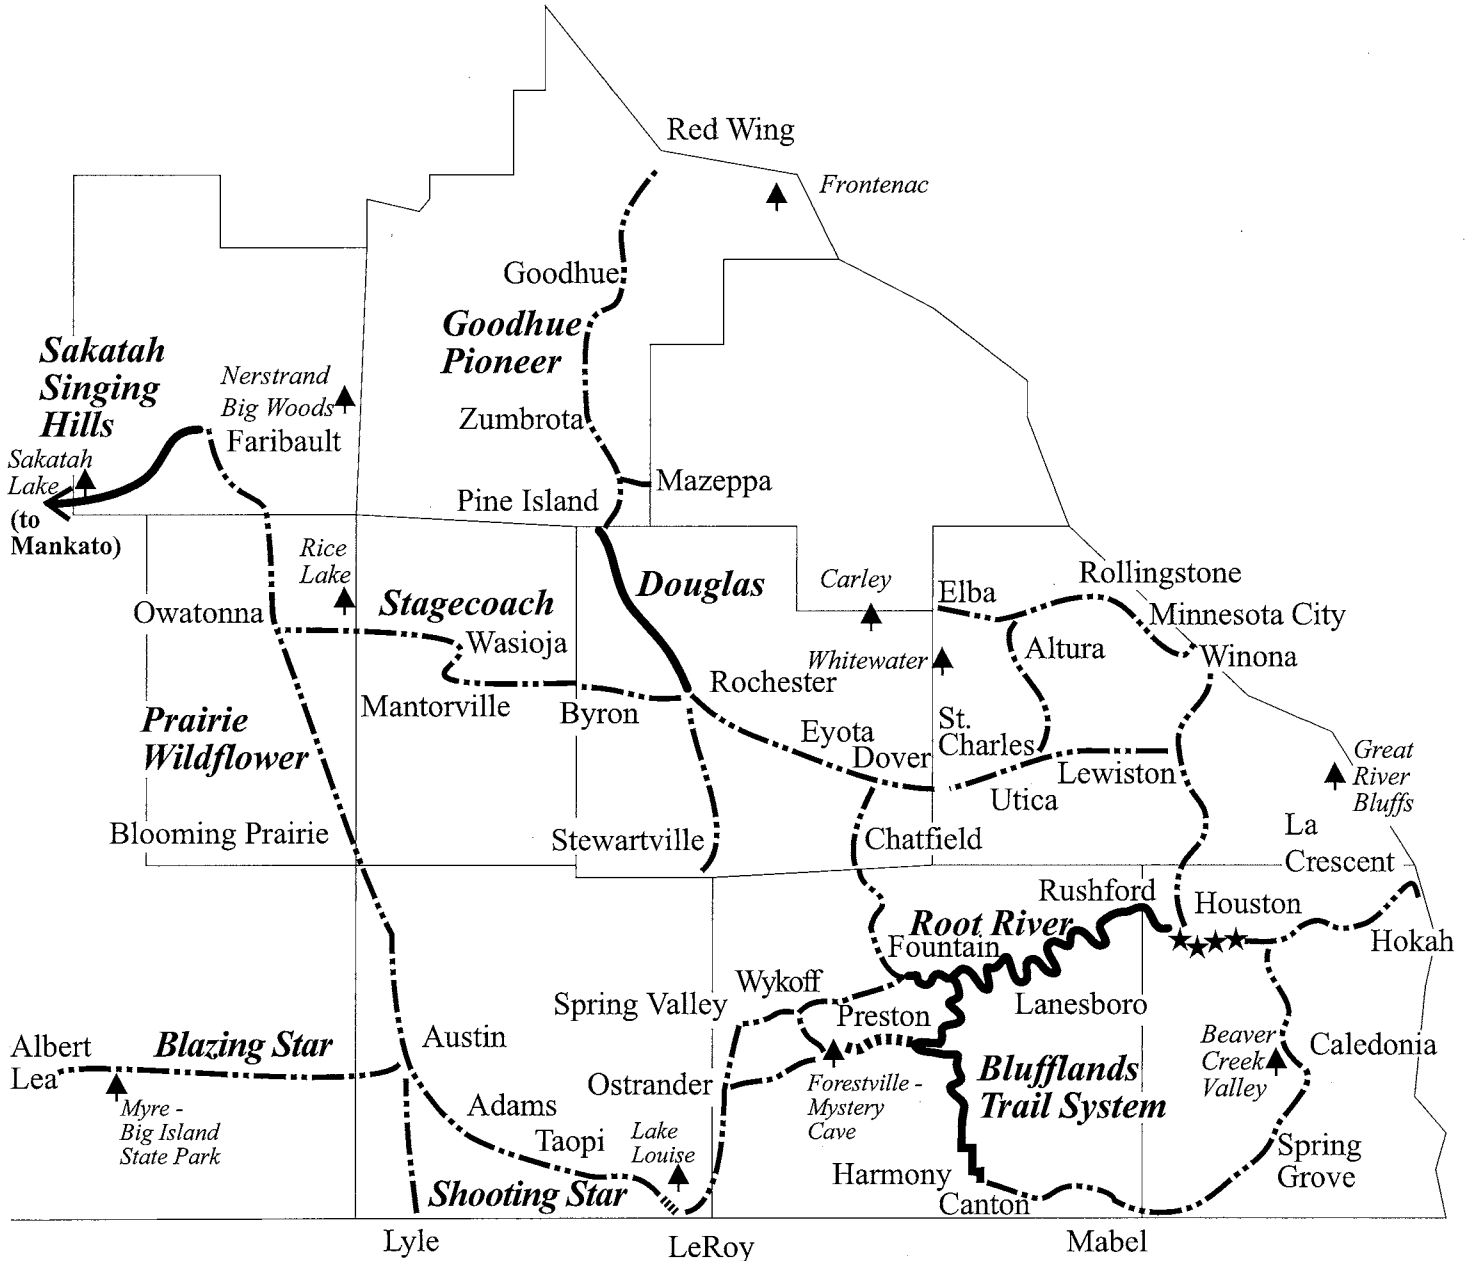 Red Wing
Frontenac
Goodhue
Goodhue
Pioneer
Sakatah
Singing
Hills
Nerstrand
Big Woods
Zumbrota
Faribault
Sakatah
Lake
Mazeppa
Pine Island
(to
Mankato)
Rice
Lake
Douglas
Carley
Rollingstone
Elba
Stagecoach
Owatonna
Minnesota City
Wasioja
Altura
Whitewater
Winona
Rochester
Mantorville
Byron
Prairie
Wildflower
St.
Charles
Eyota
Dover
Great
River
Bluffs
Lewiston
Utica
Blooming Prairie
Stewartville
Chatfield
La
Crescent
Rushford
Houston
Root River
Fountain
Hokah
Wykoff
Spring Valley
Lanesboro
Preston
Austin
Blazing Star
Albert
Lea
Beaver
Creek
Valley
Caledonia
Ostrander
Blufflands
Trail System
Forestville -
Mystery
Cave
Myre -
Big Island
State Park
Adams
Taopi
Lake
Louise
Spring
Grove
Harmony
Shooting Star
Canton
Lyle
LeRoy
Mabel